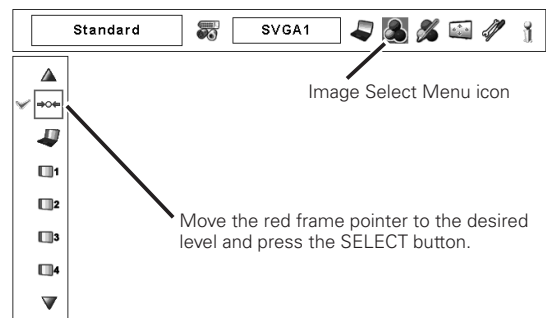 Standard
SVGA1
Image Select Menu icon
1
2
Move the red frame pointer to the desired
3
level and press the SELECT button.
4